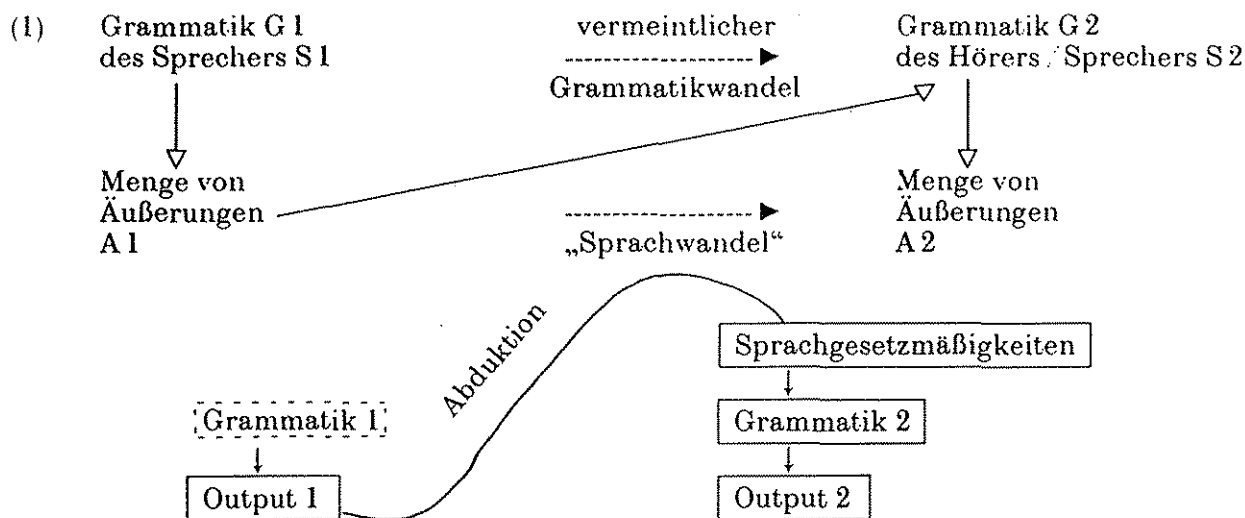 (1)
Grammatik G 1
des Sprechers S 1
vermeintlicher
Grammatikwandel
Grammatik G 2
des Hörers / Sprechers S 2
Menge von
Äußerungen
A 1
„Sprachwandel“
Menge von
Äußerungen
A 2
Abduktion
Sprachgesetzmäßigkeiten
Grammatik 1
Grammatik 2
Output 1
Output 2